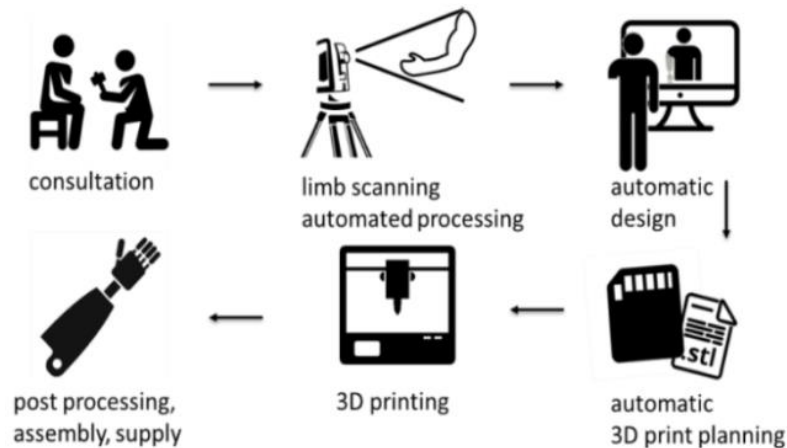 consultation
limb scanning
automated processing
automatic
design
.stl
automatic
3D print planning
3D printing
post processing,
assembly, supply